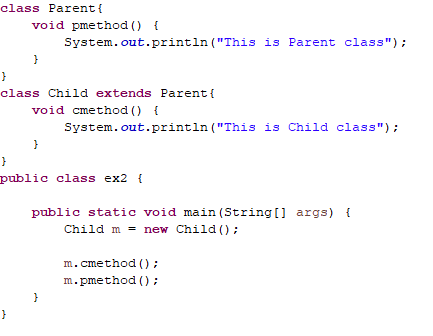 class Parent{
    void pmethod() {
        System.out.println("This is Parent class");
    }
}
class Child extends Parent{
    void cmethod() {
        System.out.println("This is Child class");
    }
}
public class ex2 {

    public static void main(String[] args) {
        Child m = new Child();

        m.cmethod();
        m.pmethod();
    }
}